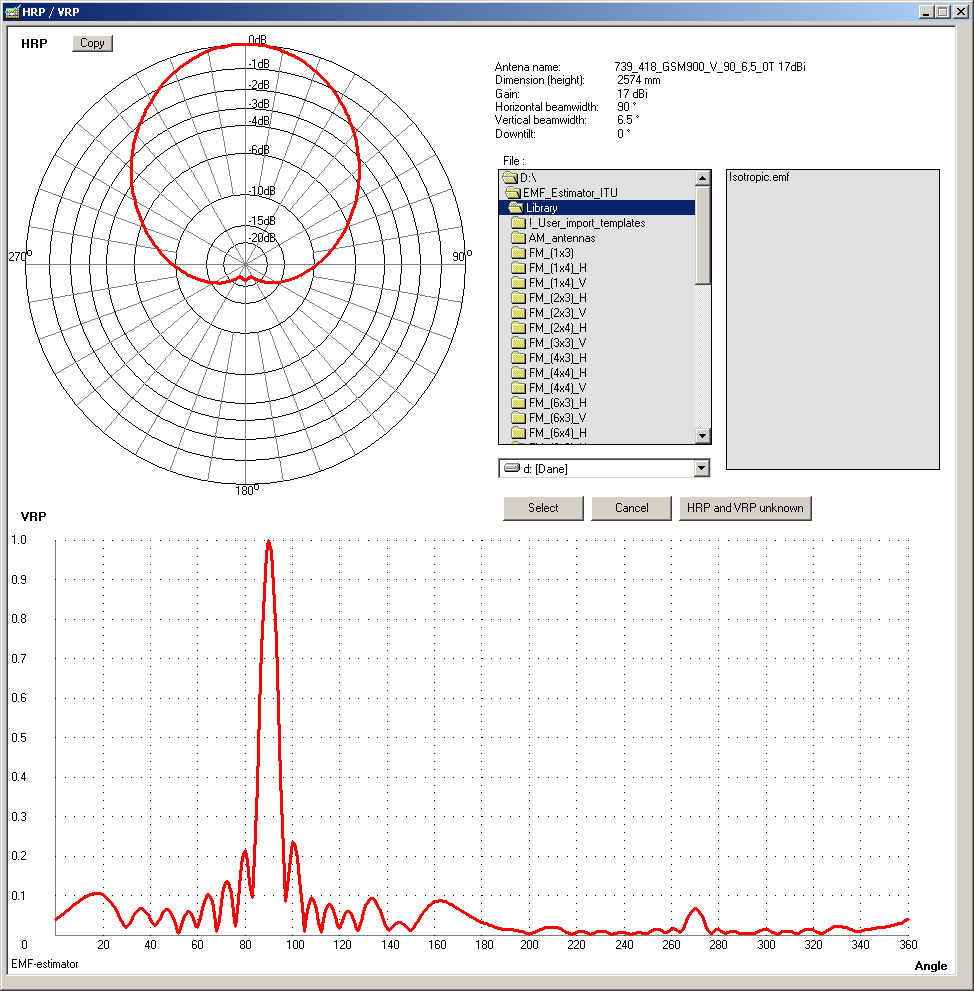 HRP / VRP
HRP
Copy
0dB
-1dB
-2dB
-3dB
-4dB
-6dB
-10dB
-15dB
-20dB
270°
90°
180°
Antena name: 739_418_GSM900_V_90_6,5_0T 17dBi
Dimension (height): 2574 mm
Gain: 17 dBi
Horizontal beamwidth: 90 °
Vertical beamwidth: 6.5 °
Downtilt: 0 °
File :
D:\
EMF_Estimator_ITU
Library
!_User_import_templates
AM_antennas
FM_(1x3)
FM_(1x4)_H
FM_(1x4)_V
FM_(2x3)_H
FM_(2x3)_V
FM_(2x4)_H
FM_(3x3)_V
FM_(4x3)_H
FM_(4x4)_H
FM_(4x4)_V
FM_(6x3)_H
FM_(6x3)_V
FM_(6x4)_H
Isotropic.emf
d: [Dane]
Select Cancel HRP and VRP unknown
VRP
1.0
0.9
0.8
0.7
0.6
0.5
0.4
0.3
0.2
0.1
0 20 40 60 80 100 120 140 160 180 200 220 240 260 280 300 320 340 360
EMF-estimator
Angle